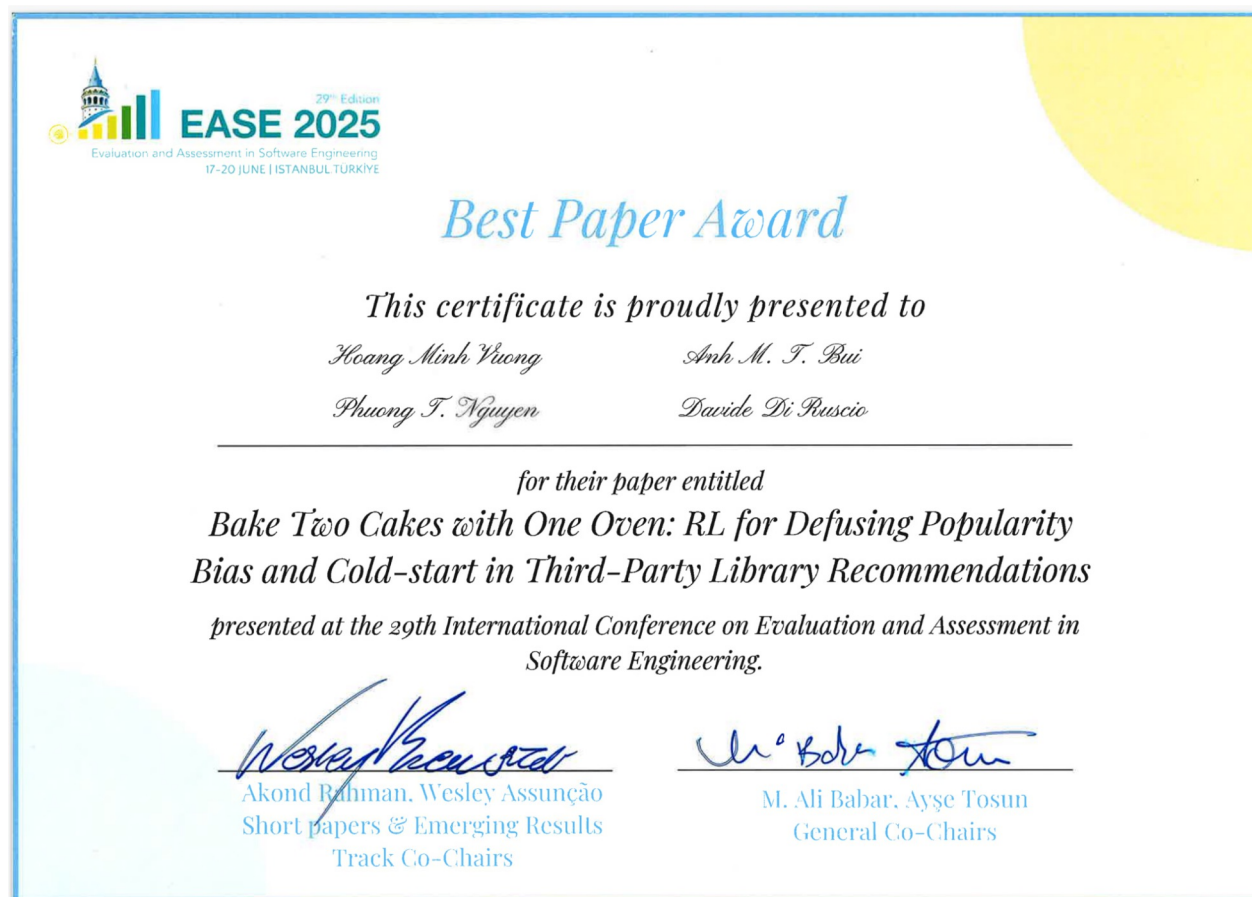 29th Edition
EASE 2025
Evaluation and Assessment in Software Engineering
17-20 JUNE | ISTANBUL TÜRKİYE
Best Paper Award
This certificate is proudly presented to
Hoang Minh Vuong
Anh M. T. Bui
Phuong T. Nguyen
Davide Di Ruscio
for their paper entitled
Bake Two Cakes with One Oven: RL for Defusing Popularity
Bias and Cold-start in Third-Party Library Recommendations
presented at the 29th International Conference on Evaluation and Assessment in
Software Engineering.
Akond Rahman, Wesley Assunção
Short papers & Emerging Results
Track Co-Chairs
M. Ali Babar, Ayşe Tosun
General Co-Chairs